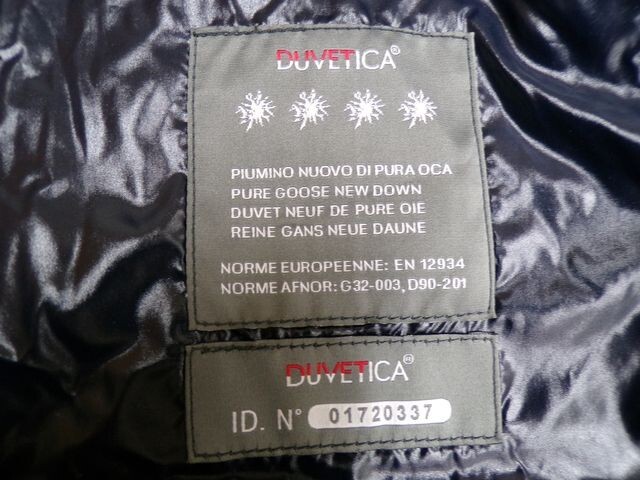 DUVETICA®
PIUMINO NUOVO DI PURA OCA
PURE GOOSE NEW DOWN
DUVET NEUF DE PURE OIE
REINE GANS NEUE DAUNE
NORME EUROPEENNE: EN 12934
NORME AFNOR: G32-003, D90-201
DUVETICA®
ID. N° 01720337